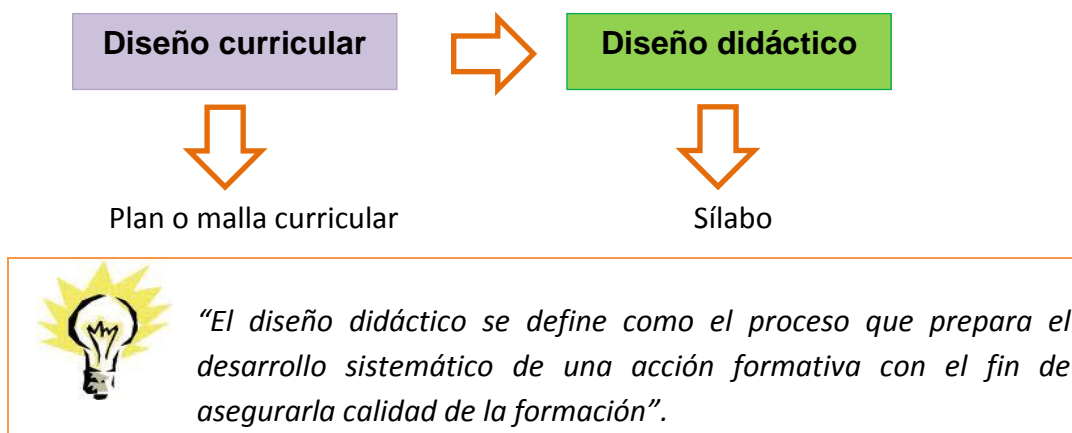 Diseño curricular
Diseño didáctico
Plan o malla curricular
Sílabo
“El diseño didáctico se define como el proceso que prepara el
desarrollo sistemático de una acción formativa con el fin de
asegurarla calidad de la formación”.